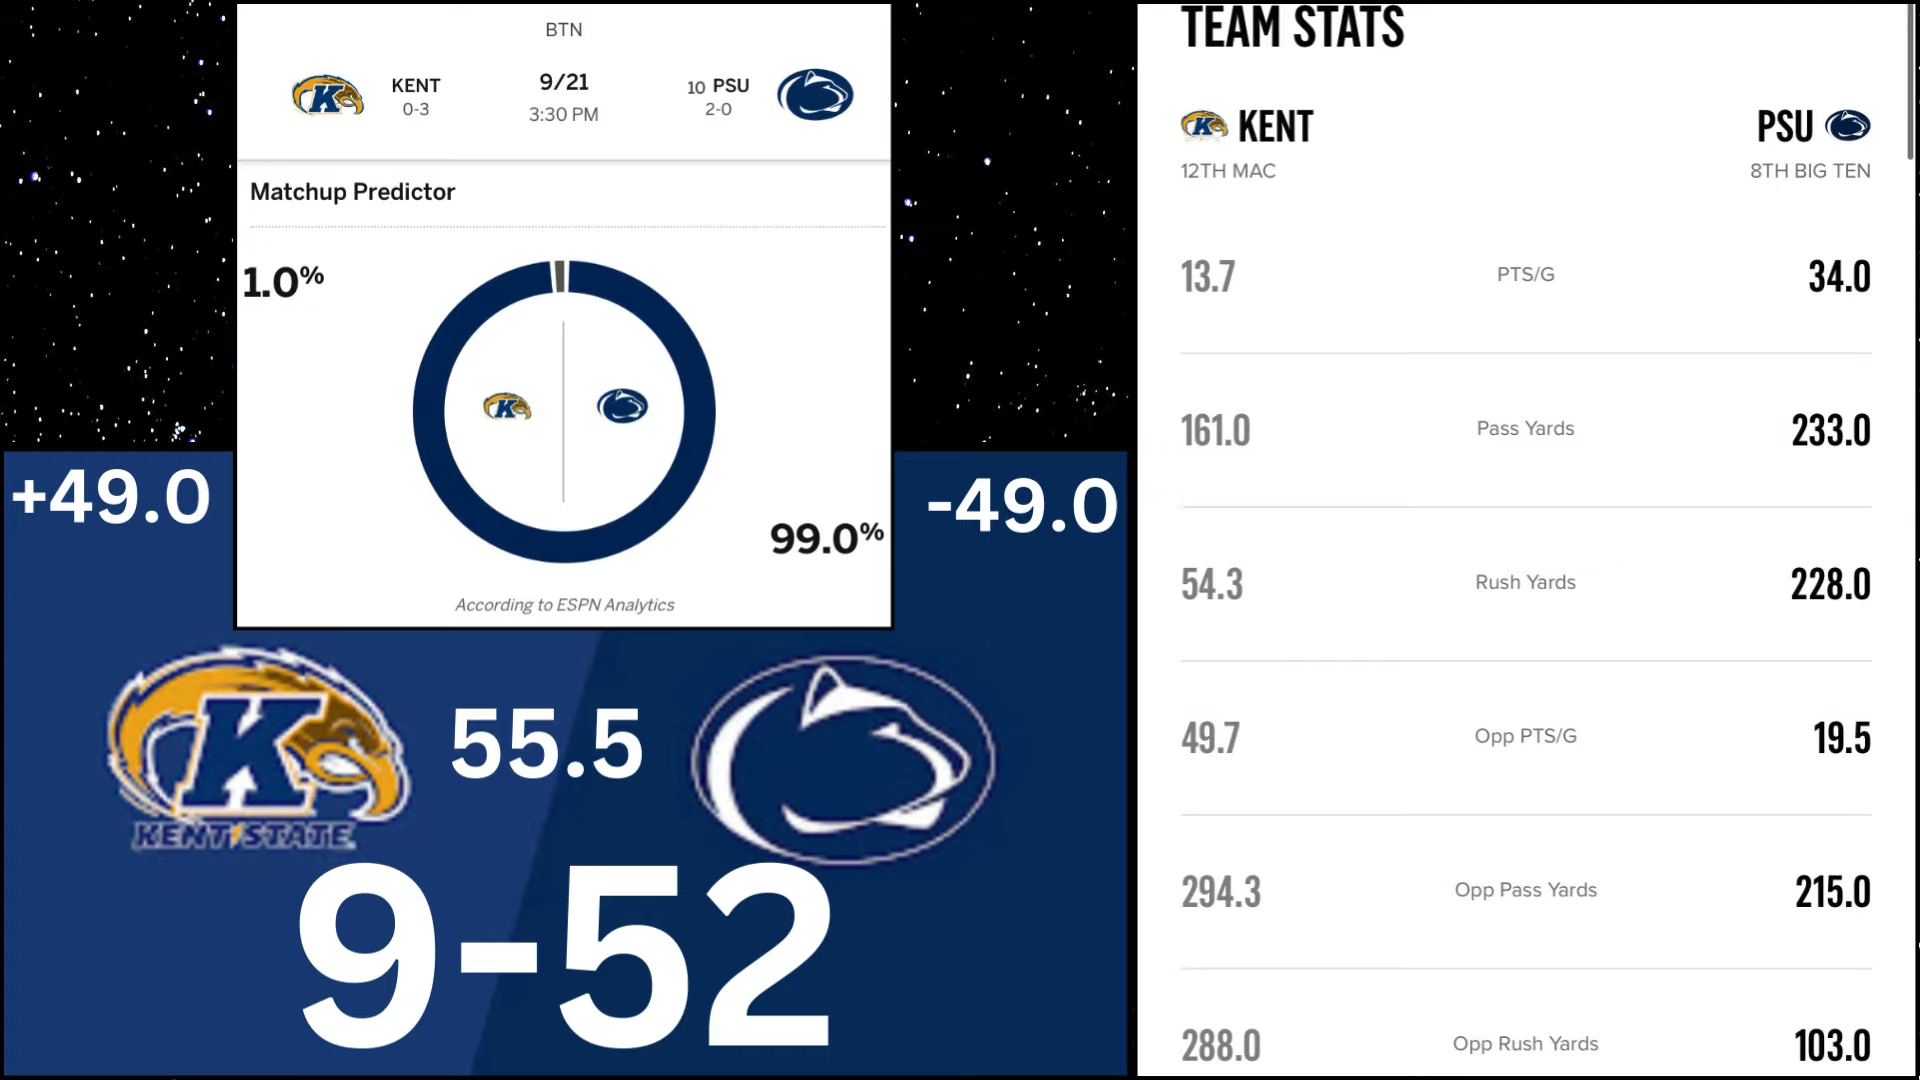 BTN
KENT
0-3
9/21
3:30 PM
10 PSU
2-0
Matchup Predictor
1.0%
99.0%
According to ESPN Analytics
+49.0
-49.0
K
KENT STATE
55.5
9-52
TEAM STATS
KENT
PSU
12TH MAC
8TH BIG TEN
13.7 PTS/G 34.0
161.0 Pass Yards 233.0
54.3 Rush Yards 228.0
49.7 Opp PTS/G 19.5
294.3 Opp Pass Yards 215.0
288.0 Opp Rush Yards 103.0